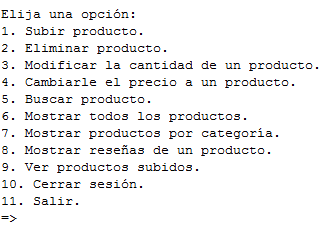 Elija una opción:
1. Subir producto.
2. Eliminar producto.
3. Modificar la cantidad de un producto.
4. Cambiarle el precio a un producto.
5. Buscar producto.
6. Mostrar todos los productos.
7. Mostrar productos por categoría.
8. Mostrar reseñas de un producto.
9. Ver productos subidos.
10. Cerrar sesión.
11. Salir.
=>